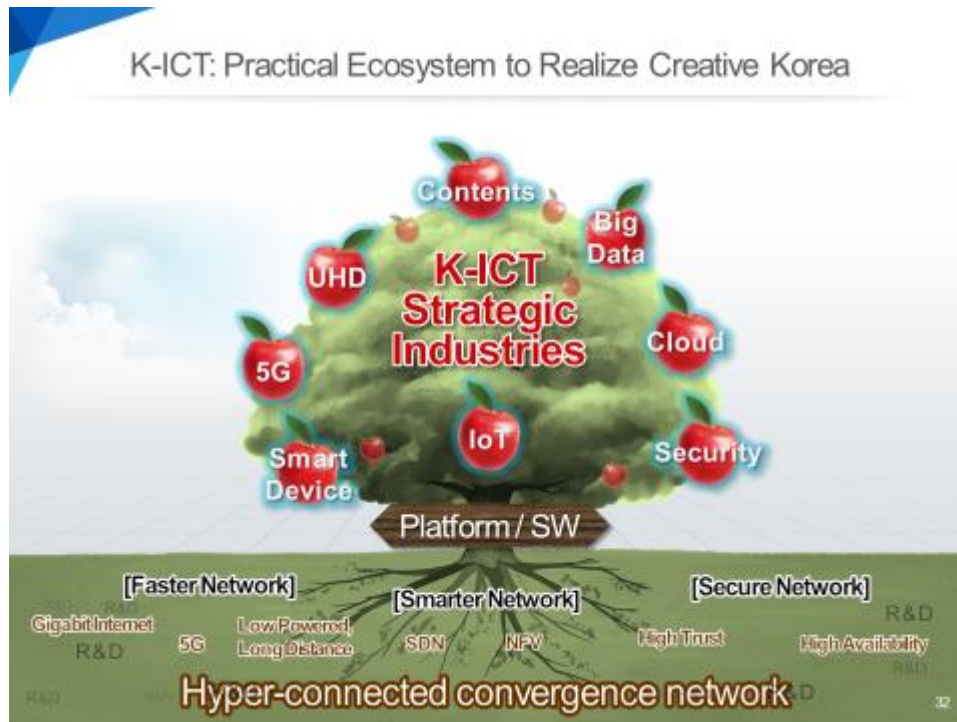 K-ICT: Practical Ecosystem to Realize Creative Korea
Contents
Big
Data
UHD
K-ICT
Strategic
Industries
Cloud
5G
IoT
Security
Smart
Device
Platform / SW
[Faster Network]
[Smarter Network]
[Secure Network]
R&D
R&D
Gigabit Internet
5G
Low Powered,
Long Distance
SDN
NFV
High Trust
High Availability
R&D
R&D
R&D
R&D
Hyper-connected convergence network
32